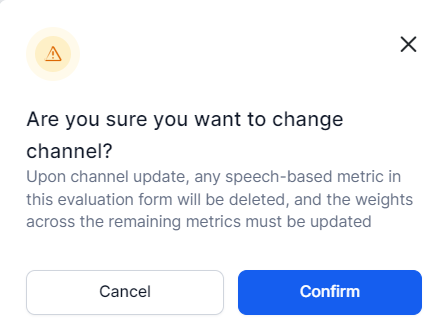 Are you sure you want to change
channel?
Upon channel update, any speech-based metric in
this evaluation form will be deleted, and the weights
across the remaining metrics must be updated
Cancel
Confirm